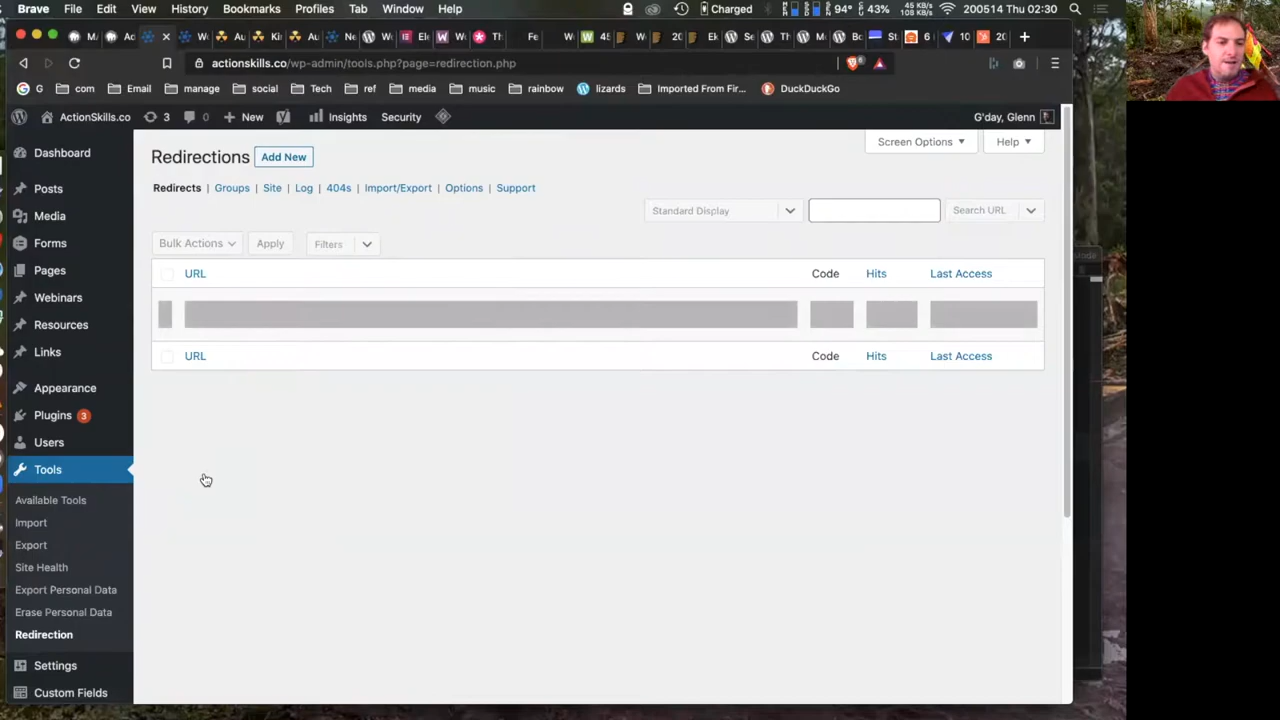 Brave File Edit View History Bookmarks Profiles Tab Window Help Charged 45 KB/s 108 KB/s 94° 43% 200514 Thu 02:30
actionskills.co/wp-admin/tools.php?page=redirection.php
G com Email manage social Tech ref media music rainbow lizards Imported From Fir... DuckDuckGo
ActionSkills.co 3 0 New Insights Security G'day, Glenn
Screen Options Help
Redirections Add New
Redirects | Groups | Site | Log | 404s | Import/Export | Options | Support
Standard Display Search URL
Bulk Actions Apply Filters
URL Code Hits Last Access
URL Code Hits Last Access
Dashboard
Posts
Media
Forms
Pages
Webinars
Resources
Links
Appearance
Plugins 3
Users
Tools
Available Tools
Import
Export
Site Health
Export Personal Data
Erase Personal Data
Redirection
Settings
Custom Fields